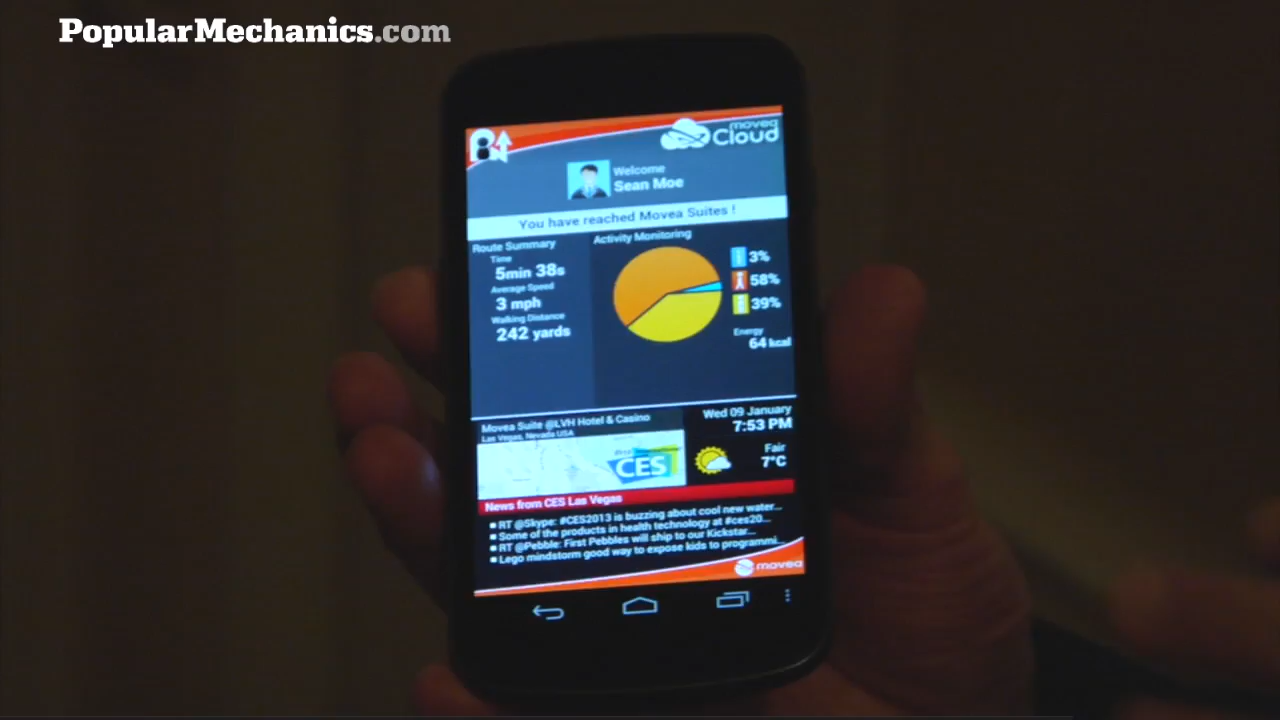 PopularMechanics.com
movea
Cloud
Welcome
Sean Moe
You have reached Movea Suites !
Route Summary
Time
5min 38s
Average Speed
3 mph
Walking Distance
242 yards
Activity Monitoring
3%
58%
39%
Energy
64 kcal
Movea Suite @LVH Hotel & Casino
Las Vegas, Nevada USA
CES
Wed 09 January
7:53 PM
Fair
7°C
News from CES Las Vegas
RT @Skype: #CES2013 is buzzing about cool new water...
Some of the products in health technology at #ces20...
RT @Pebble: First Pebbles will ship to our Kickstar...
Lego mindstorm good way to expose kids to programmi...
movea